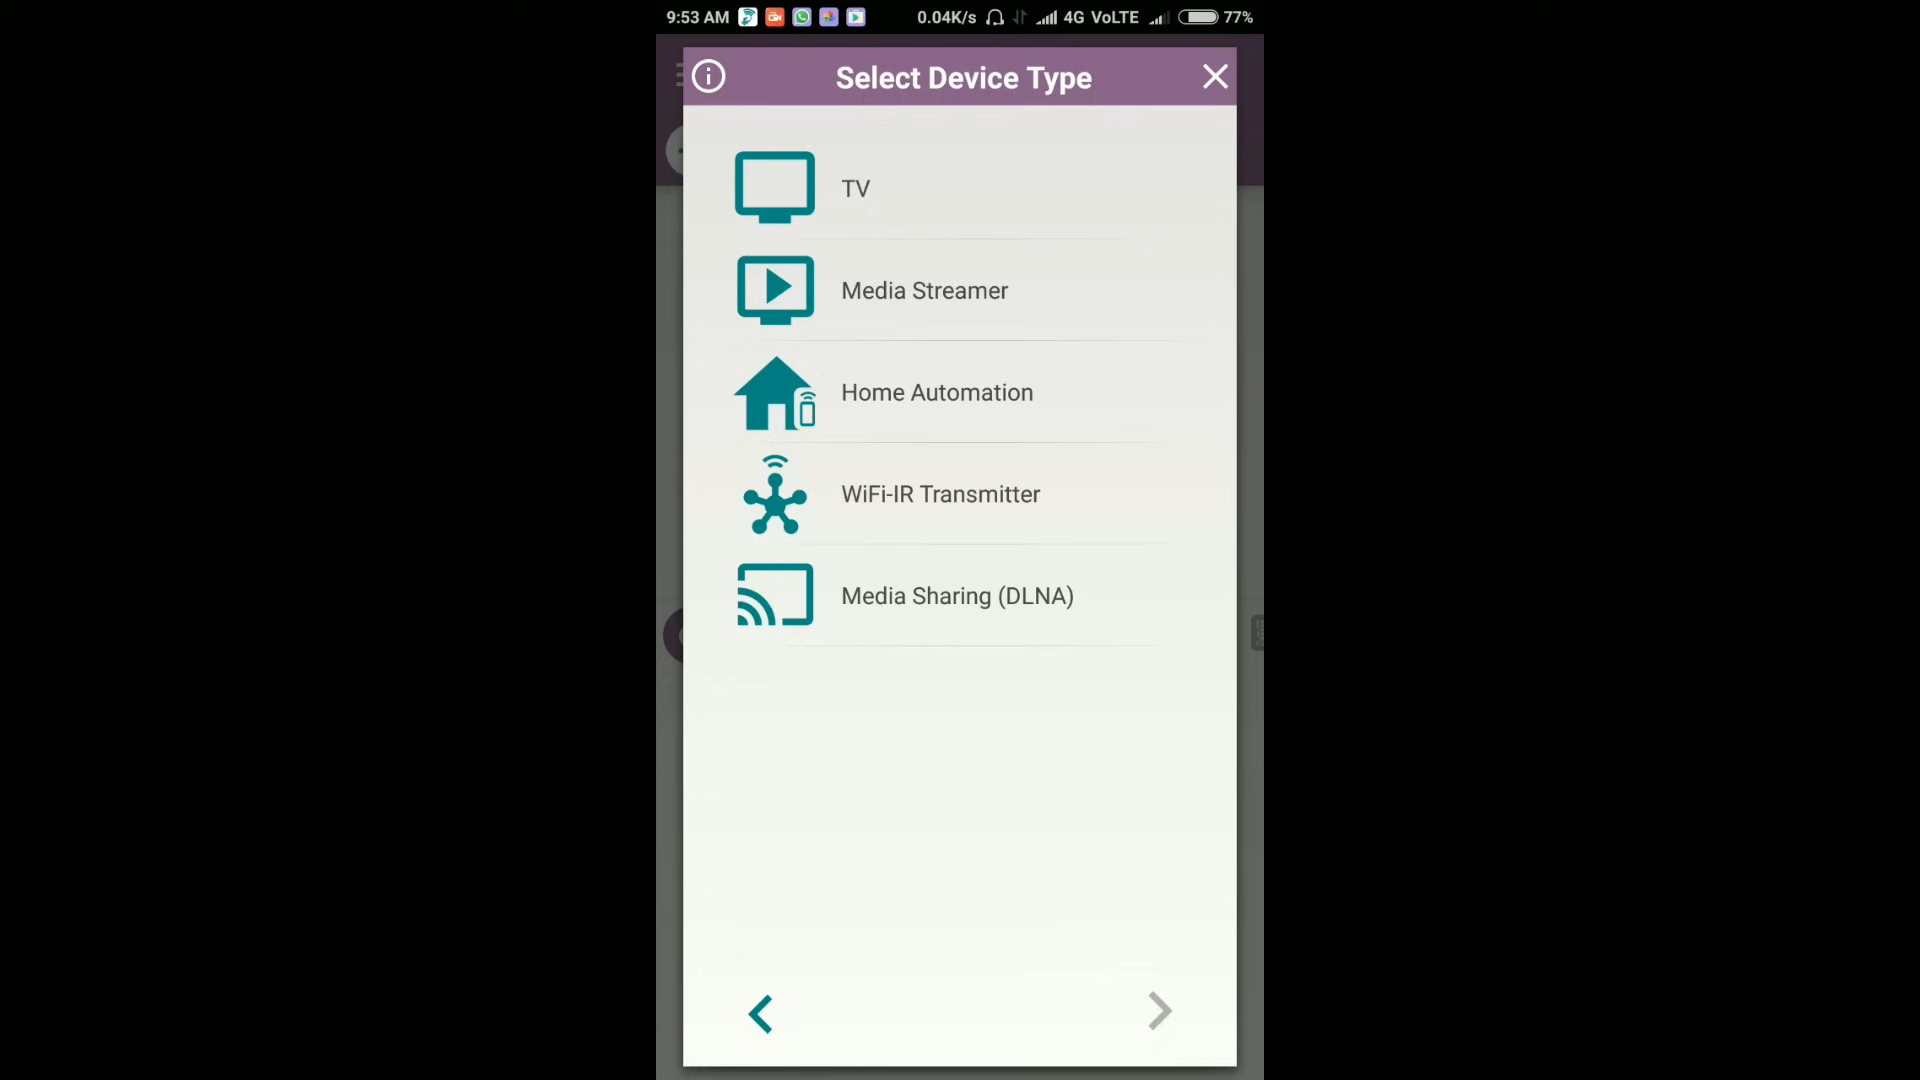 9:53 AM 0.04K/s 4G VoLTE 77%
Select Device Type
TV
Media Streamer
Home Automation
WiFi-IR Transmitter
Media Sharing (DLNA)